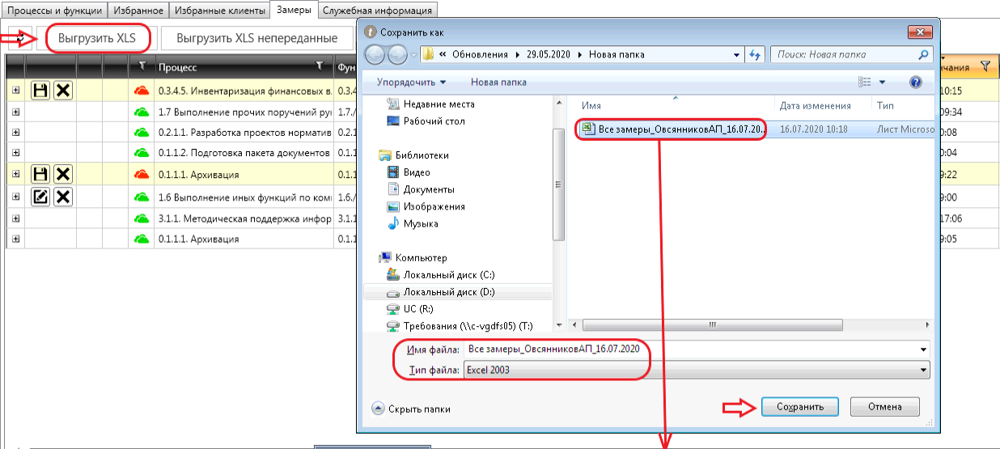 Процессы и функции Избранное Избранные клиенты Замеры Служебная информация
Выгрузить XLS Выгрузить XLS непереданные
Процесс Фун чания
0.3.4.5. Инвентаризация финансовых в. 0.3.4 10:15
1.7 Выполнение прочих поручений рук 1.7./ 09:34
0.2.1.1. Разработка проектов норматив 0.2.1 0:08
0.1.1.2. Подготовка пакета документов 0.1.1 0:04
0.1.1.1. Архивация 0.1.1 9:22
1.6 Выполнение иных функций по ком 1.6./ 9:00
3.1.1. Методическая поддержка инфор 3.1.1 17:06
0.1.1.1. Архивация 0.1.1 9:05
Сохранить как
« Обновления 29.05.2020 Новая папка Поиск: Новая папка
Упорядочить Новая папка
Недавние места
Рабочий стол
Библиотеки
Видео
Документы
Изображения
Музыка
Компьютер
Локальный диск (C:)
Локальный диск (D:)
UC (R:)
Требования (\\c-vgdfs05) (T:)
Имя Дата изменения Тип
Все замеры_ОвсянниковАП_16.07.20... 16.07.2020 10:18 Лист Microso
Имя файла: Все замеры_ОвсянниковАП_16.07.2020
Тип файла: Excel 2003
Скрыть папки Сохранить Отмена